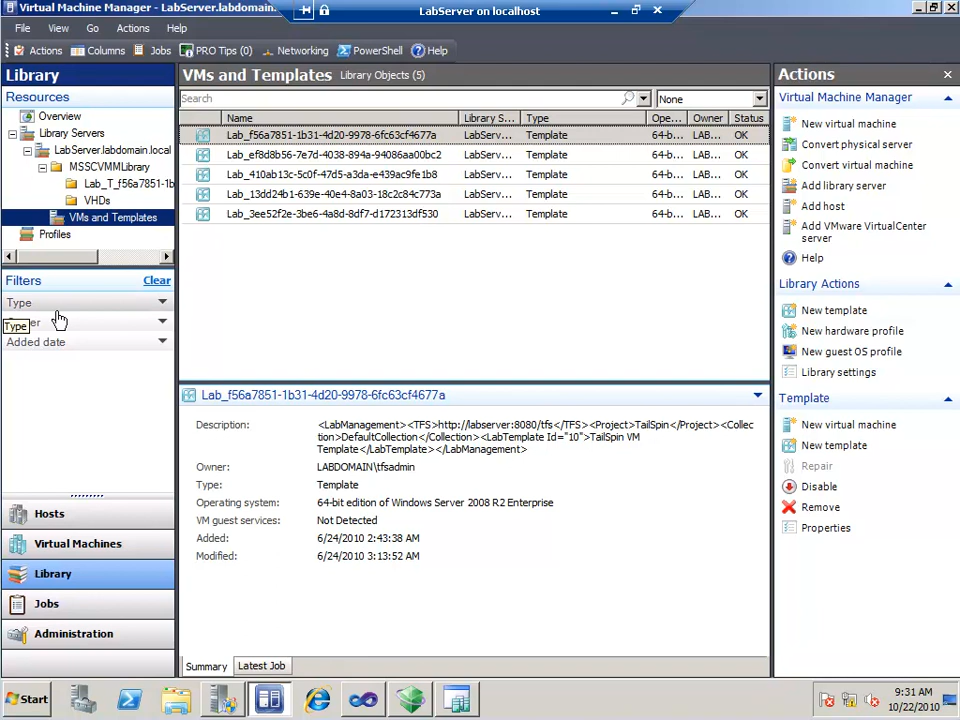 Virtual Machine Manager - LabServer.labdomain.
LabServer on localhost
File View Go Actions Help
Actions Columns Jobs PRO Tips (0) Networking PowerShell Help
Library
Resources
Overview
Library Servers
LabServer.labdomain.local
MSSCVMMLibrary
Lab_T_f56a7851-1b
VHDs
VMs and Templates
Profiles
Filters Clear
Type
Type
Added date
Hosts
Virtual Machines
Library
Jobs
Administration
VMs and Templates Library Objects (5)
Search None
Name Library S... Type Ope... Owner Status
Lab_f56a7851-1b31-4d20-9978-6fc63cf4677a LabServ... Template 64-b... LAB... OK
Lab_ef8d8b56-7e7d-4038-894a-94086aa00bc2 LabServ... Template 64-b... LAB... OK
Lab_410ab13c-5c0f-47d5-a3da-e439ac9fe1b8 LabServ... Template 64-b... LAB... OK
Lab_13dd24b1-639e-40e4-8a03-18c2c84c773a LabServ... Template 64-b... LAB... OK
Lab_3ee52f2e-3be6-4a8d-8df7-d172313df530 LabServ... Template 64-b... LAB... OK
Lab_f56a7851-1b31-4d20-9978-6fc63cf4677a
Description: <LabManagement><TFS>http://labserver:8080/tfs</TFS><Project>TailSpin</Project><Collec
tion>DefaultCollection</Collection><LabTemplate Id="10">TailSpin VM
Template</LabTemplate></LabManagement>
Owner: LABDOMAIN\tfsadmin
Type: Template
Operating system: 64-bit edition of Windows Server 2008 R2 Enterprise
VM guest services: Not Detected
Added: 6/24/2010 2:43:38 AM
Modified: 6/24/2010 3:13:52 AM
Summary Latest Job
Actions
Virtual Machine Manager
New virtual machine
Convert physical server
Convert virtual machine
Add library server
Add host
Add VMware VirtualCenter
server
Help
Library Actions
New template
New hardware profile
New guest OS profile
Library settings
Template
New virtual machine
New template
Repair
Disable
Remove
Properties
Start
9:31 AM
10/22/2010